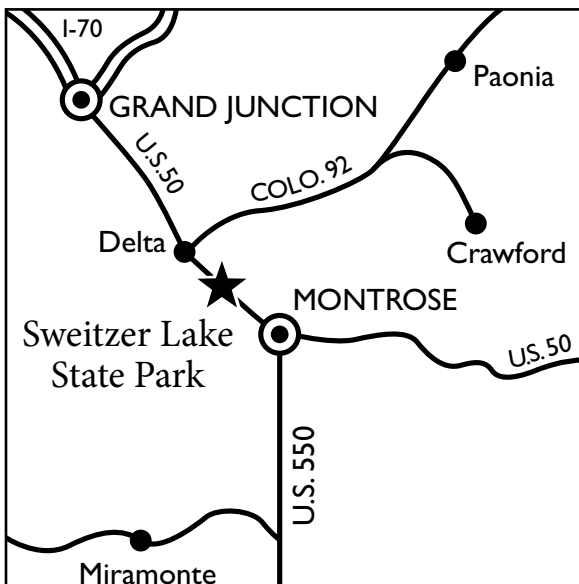 I-70
Paonia
GRAND JUNCTION
U.S.50
COLO. 92
Delta
Crawford
MONTROSE
Sweitzer Lake
State Park
U.S. 50
U.S. 550
Miramonte